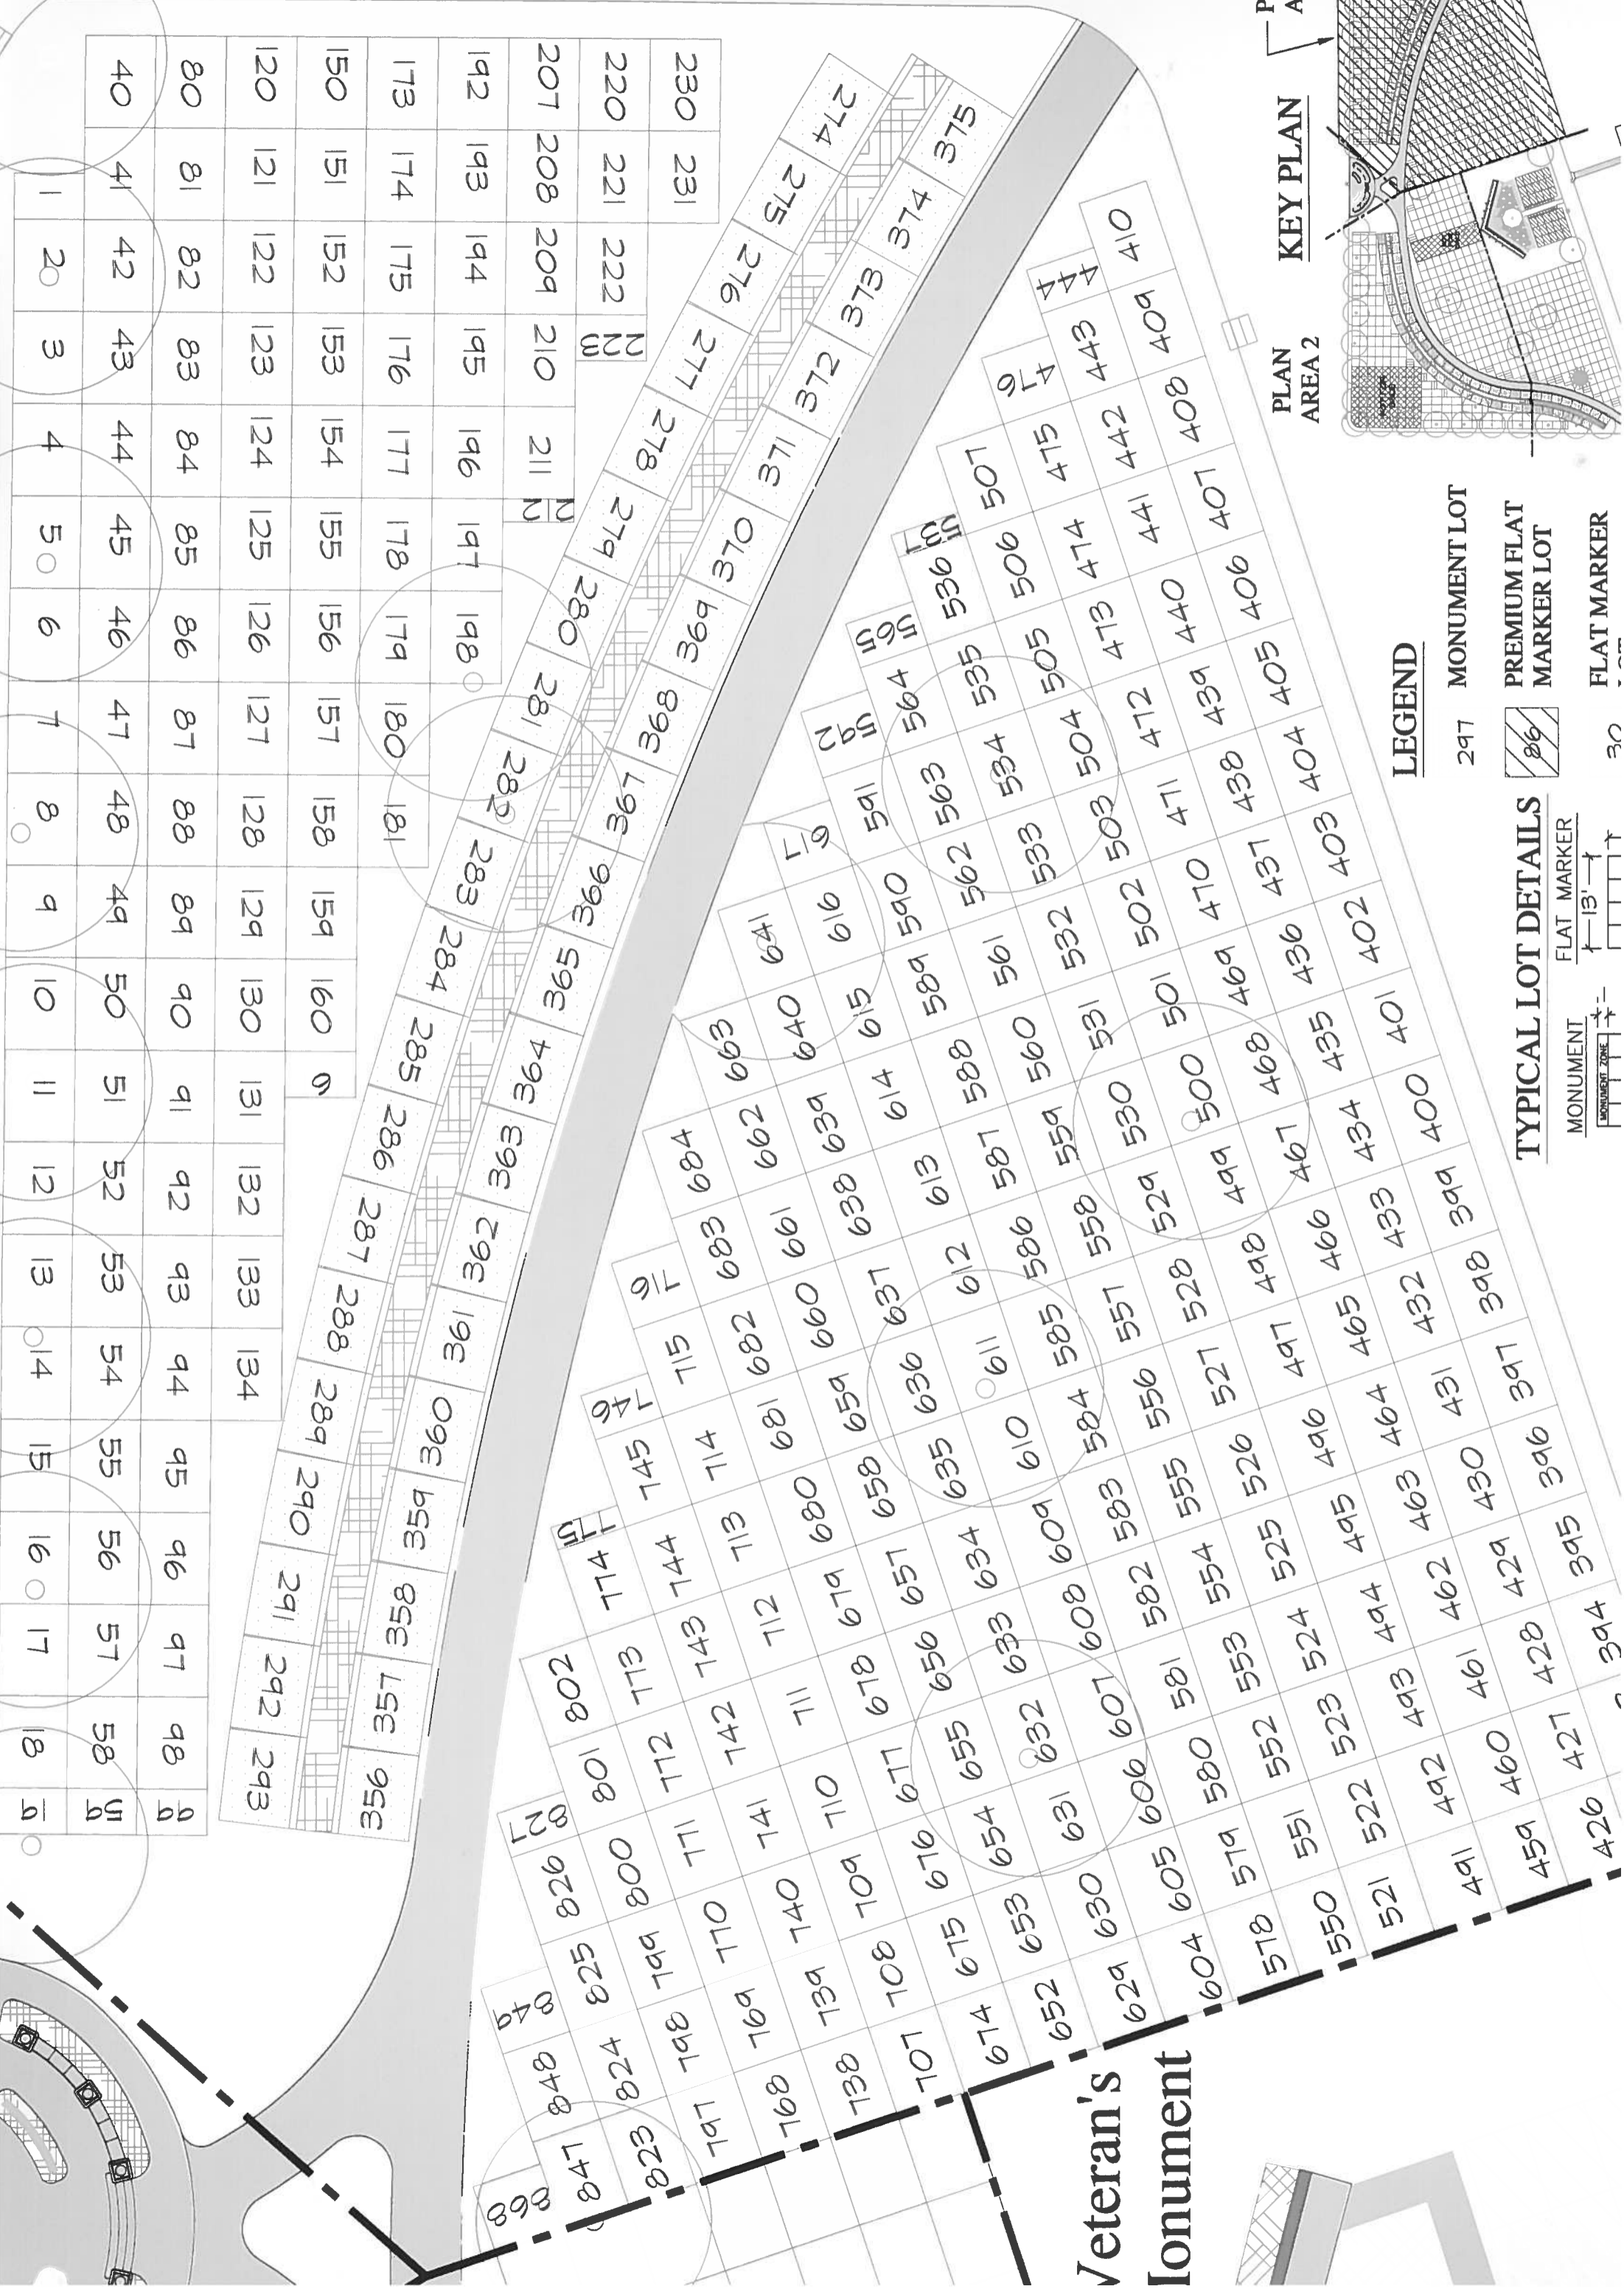 1 2 3 4 5 6 7 8 9 10 11 12 13 14 15 16 17 18 19
40 41 42 43 44 45 46 47 48 49 50 51 52 53 54 55 56 57 58 59
80 81 82 83 84 85 86 87 88 89 90 91 92 93 94 95 96 97 98 99
120 121 122 123 124 125 126 127 128 129 130 131 132 133 134
150 151 152 153 154 155 156 157 158 159 160
173 174 175 176 177 178 179 180 181
192 193 194 195 196 197 198
207 208 209 210 211 212
220 221 222 223
230 231
274 275 276 277 278 279 280 281 282 283 284 285 286 287 288 289 290 291 292 293
375 374 373 372 371 370 369 368 367 366 365 364 363 362 361 360 359 358 357 356
868
847 848 849
823 824 825 826 827
797 798 799 800 801 802
768 769 770 771 772 773 774 775
738 739 740 741 742 743 744 745 746
707 708 709 710 711 712 713 714 715 716
674 675 676 677 678 679 680 681 682 683 684
652 653 654 655 656 657 658 659 660 661 662 663
629 630 631 632 633 634 635 636 637 638 639 640 641
604 605 606 607 608 609 610 611 612 613 614 615 616 617
578 579 580 581 582 583 584 585 586 587 588 589 590 591 592
550 551 552 553 554 555 556 557 558 559 560 561 562 563 564 565
521 522 523 524 525 526 527 528 529 530 531 532 533 534 535 536 537
491 492 493 494 495 496 497 498 499 500 501 502 503 504 505 506 507
459 460 461 462 463 464 465 466 467 468 469 470 471 472 473 474 475 476
426 427 428 429 430 431 432 433 434 435 436 437 438 439 440 441 442 443 444
394 395 396 397 398 399 400 401 402 403 404 405 406 407 408 409 410
Veteran's
Monument
KEY PLAN
PLAN
AREA 2
LEGEND
297 MONUMENT LOT
86 PREMIUM FLAT
MARKER LOT
30 FLAT MARKER
TYPICAL LOT DETAILS
MONUMENT
FLAT MARKER
13'
MONUMENT ZONE